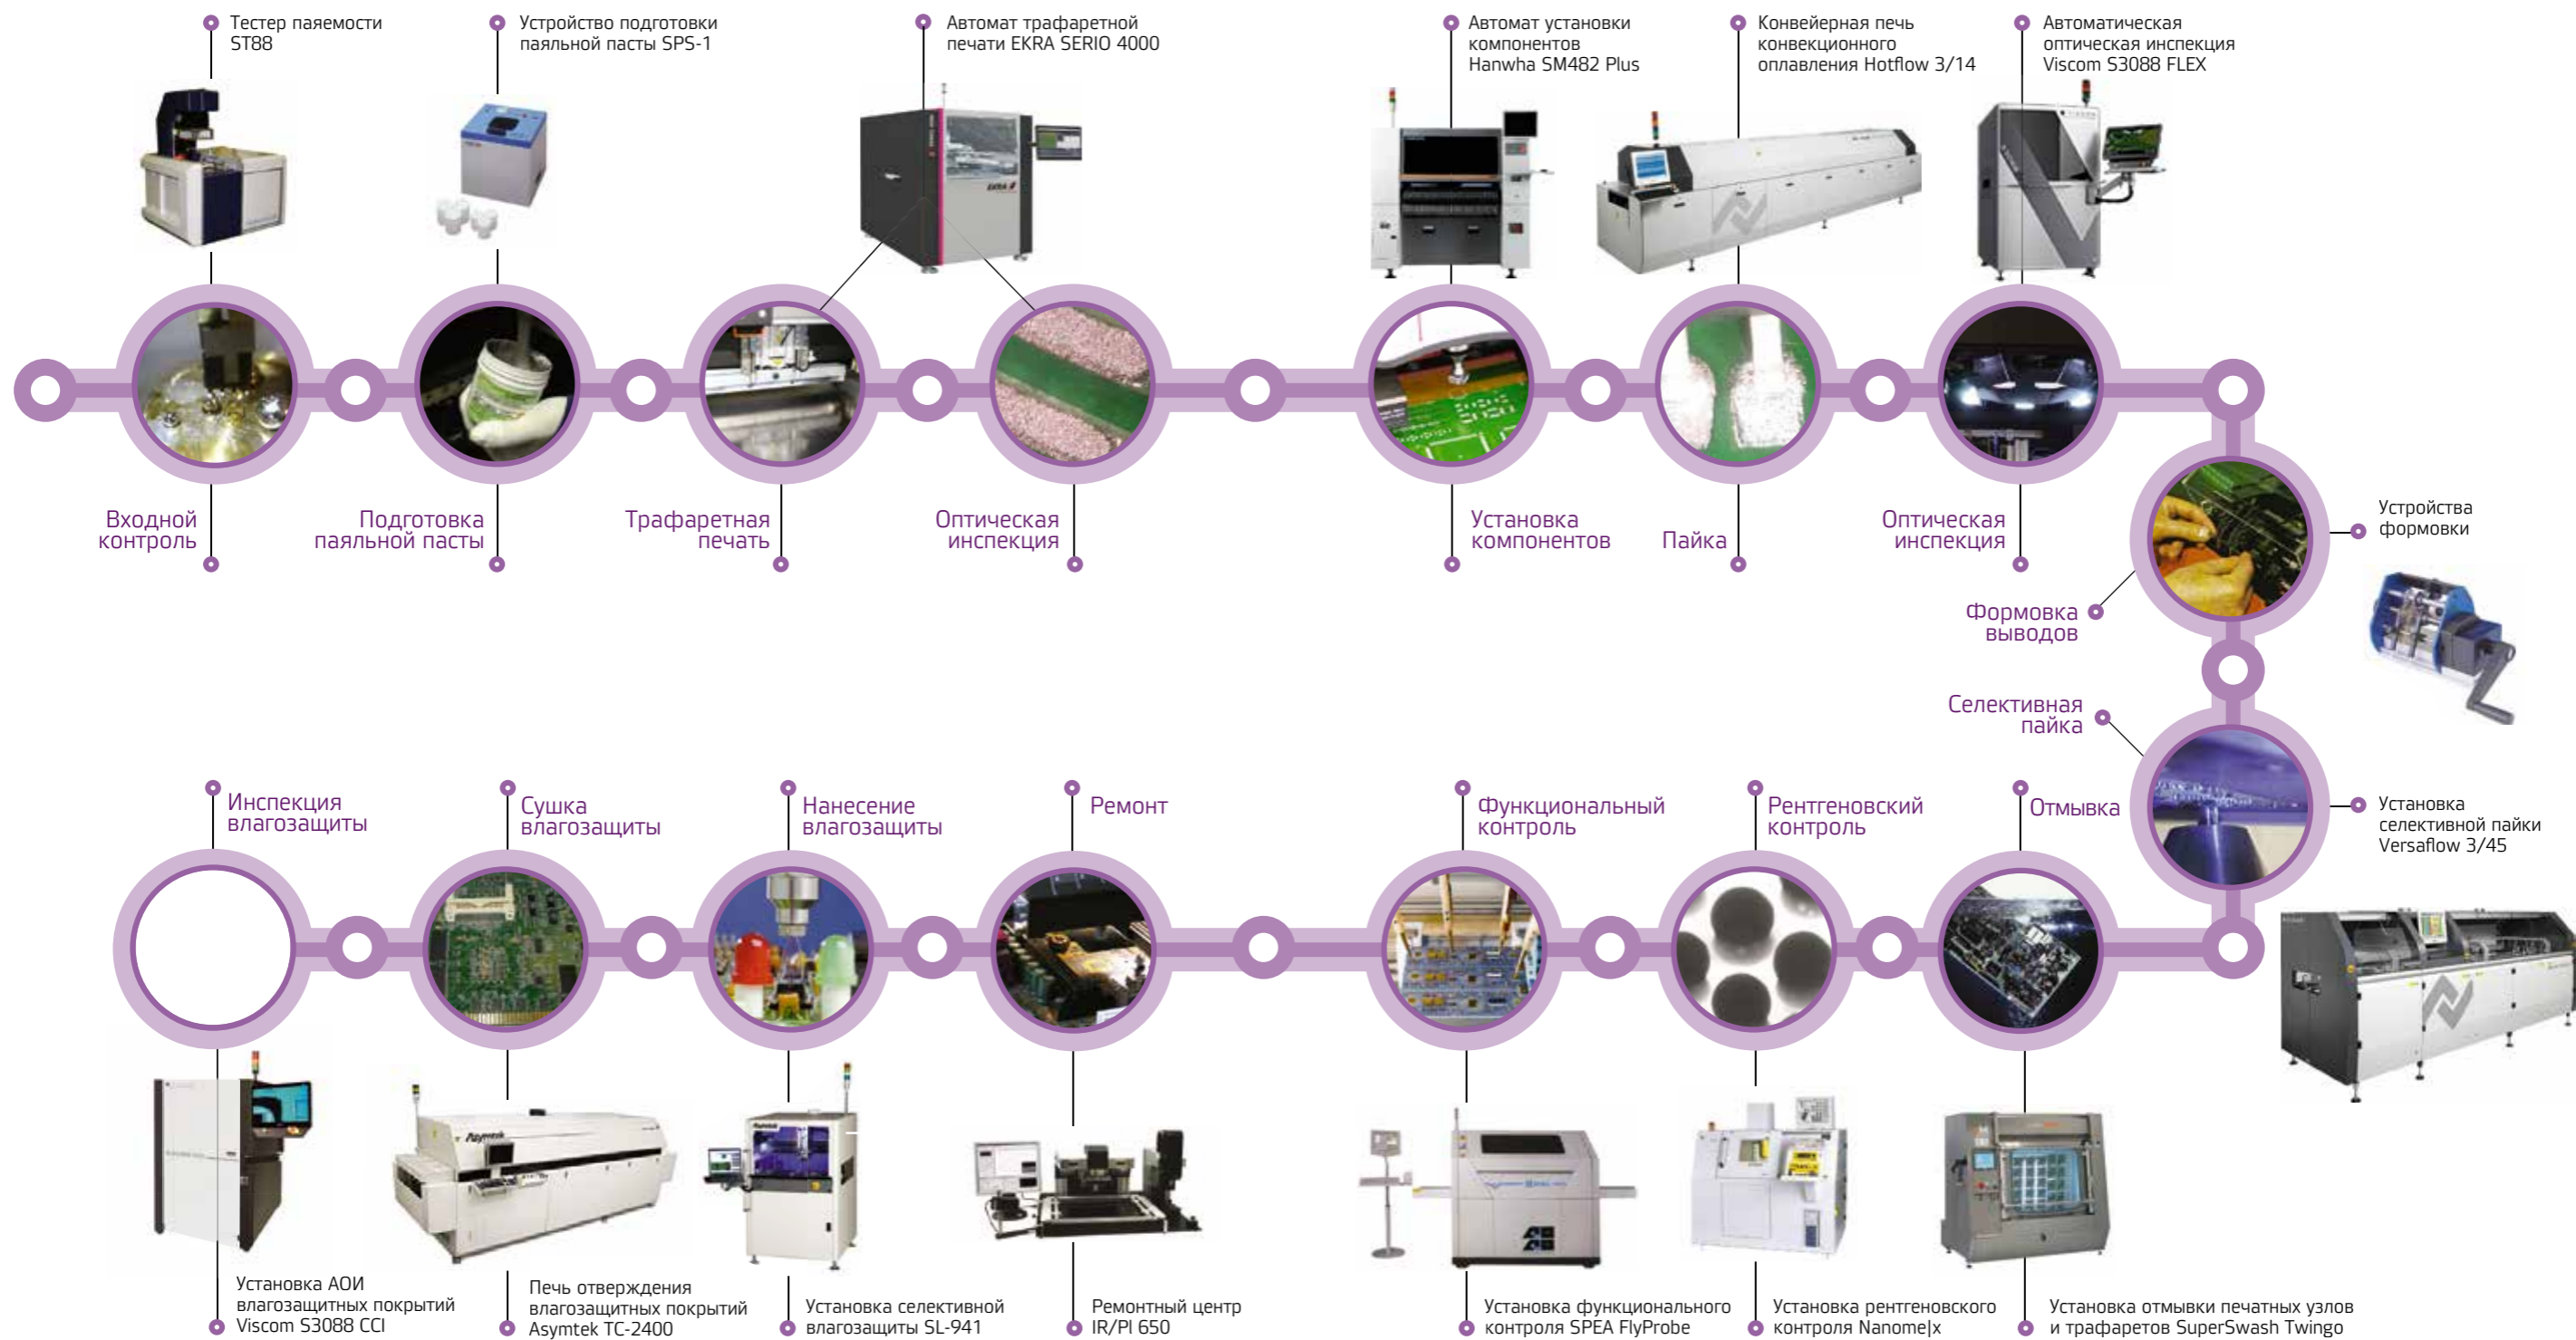 Тестер паяемости
ST88
Устройство подготовки
паяльной пасты SPS-1
Автомат трафаретной
печати EKRA SERIO 4000
Автомат установки
компонентов
Hanwha SM482 Plus
Конвейерная печь
конвекционного
оплавления Hotflow 3/14
Автоматическая
оптическая инспекция
Viscom S3088 FLEX
EKRA
Входной
контроль
Подготовка
паяльной пасты
Трафаретная
печать
Оптическая
инспекция
Установка
компонентов
Пайка
Оптическая
инспекция
Устройства
формовки
Формовка
выводов
Селективная
пайка
Установка
селективной пайки
Versaflow 3/45
Инспекция
влагозащиты
Сушка
влагозащиты
Нанесение
влагозащиты
Ремонт
Функциональный
контроль
Рентгеновский
контроль
Отмывка
Asymtek
Asymtek
Установка АОИ
влагозащитных покрытий
Viscom S3088 CCI
Печь отверждения
влагозащитных покрытий
Asymtek TC-2400
Установка селективной
влагозащиты SL-941
Ремонтный центр
IR/PI 650
Установка функционального
контроля SPEA FlyProbe
Установка рентгеновского
контроля Nanome|x
Установка отмывки печатных узлов
и трафаретов SuperSwash Twingo